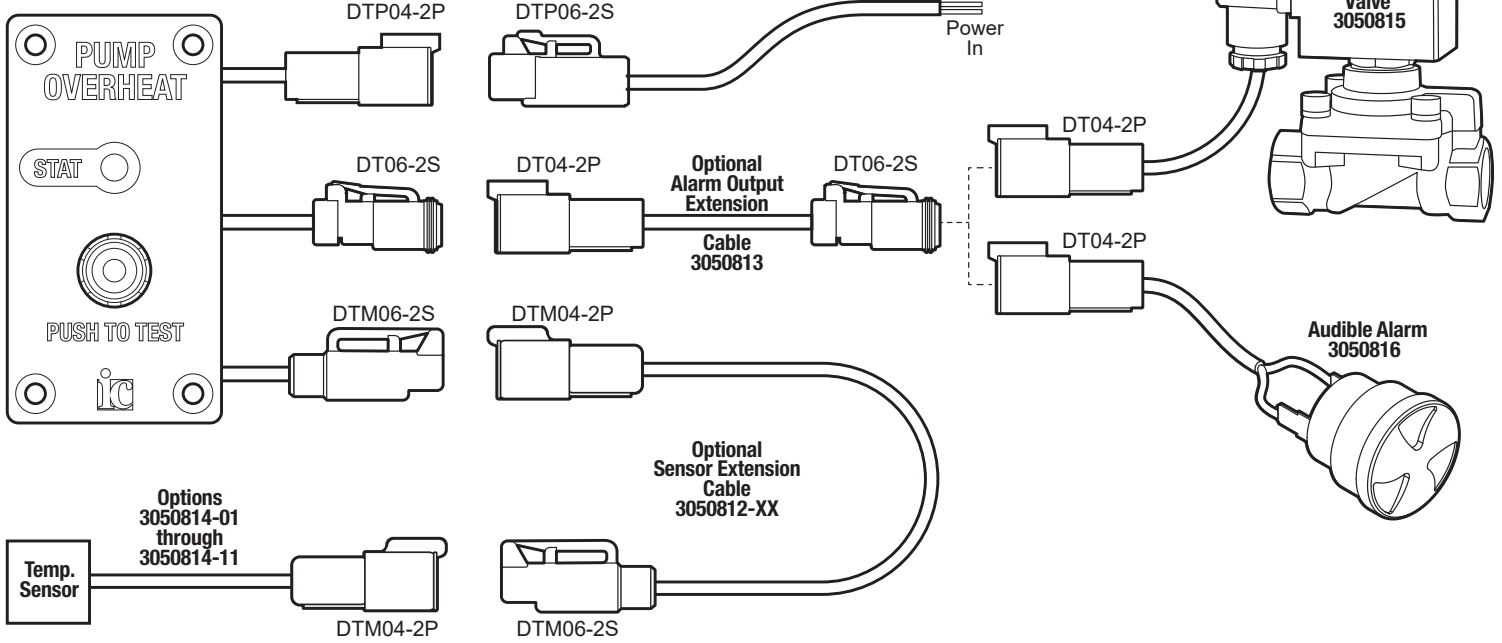 DTP04-2P
DTP06-2S
Power
In
Valve
3050815
PUMP
OVERHEAT
STAT
PUSH TO TEST
ic
DT06-2S
DT04-2P
Optional
Alarm Output
Extension
Cable
3050813
DT06-2S
DT04-2P
DT04-2P
Audible Alarm
3050816
DTM06-2S
DTM04-2P
Optional
Sensor Extension
Cable
3050812-XX
Options
3050814-01
through
3050814-11
Temp.
Sensor
DTM04-2P
DTM06-2S